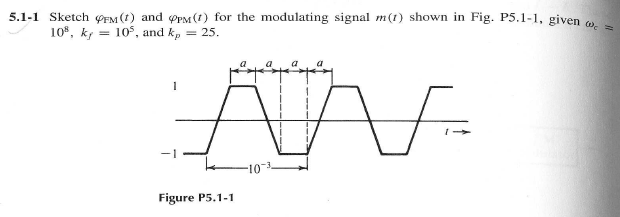 5.1-1 Sketch φFM(t) and φPM(t) for the modulating signal m(t) shown in Fig. P5.1-1, given ωc =
10⁸, kf = 10⁵, and kp = 25.
a a a a
1
t
−1
10⁻³
Figure P5.1-1